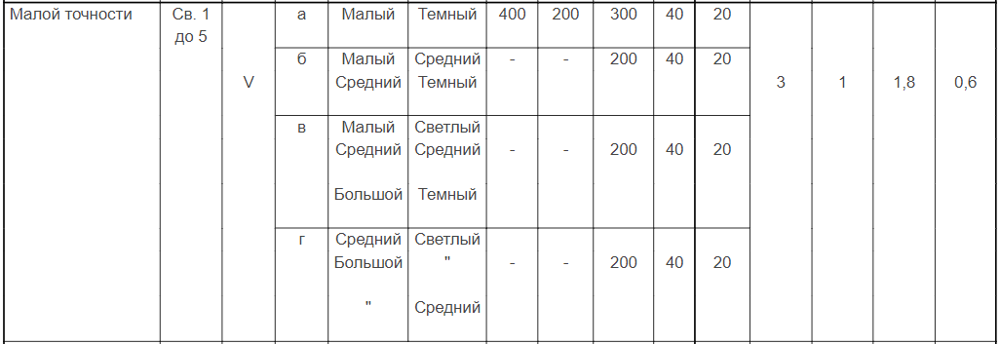 Малой точности Св. 1 а Малый Темный 400 200 300 40 20
до 5
б Малый Средний - - 200 40 20
V Средний Темный 3 1 1,8 0,6
в Малый Светлый
Средний Средний - - 200 40 20
Большой Темный
г Средний Светлый
Большой " - - 200 40 20
" Средний